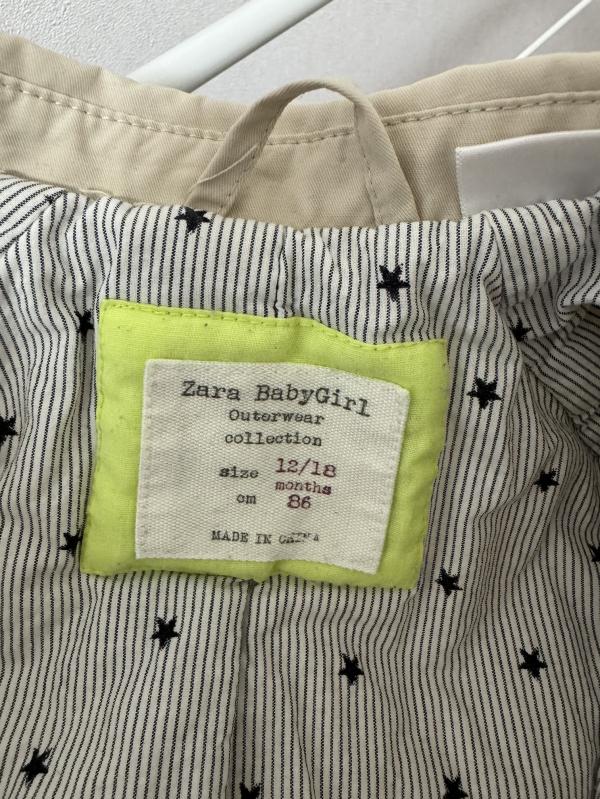 Zara BabyGirl
Outerwear
collection
size 12/18
months
cm 86
MADE IN CHINA